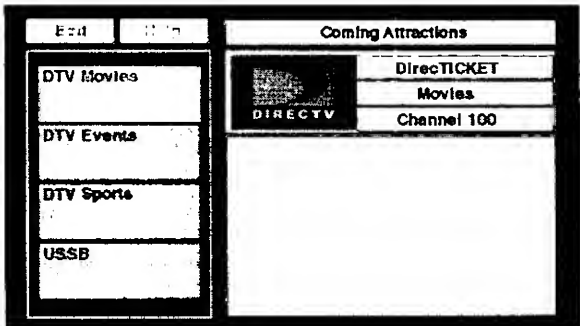 Exit
Coming Attractions
DTV Movies
DirecTICKET
Movies
DIRECTV
Channel 100
DTV Events
DTV Sports
USSB